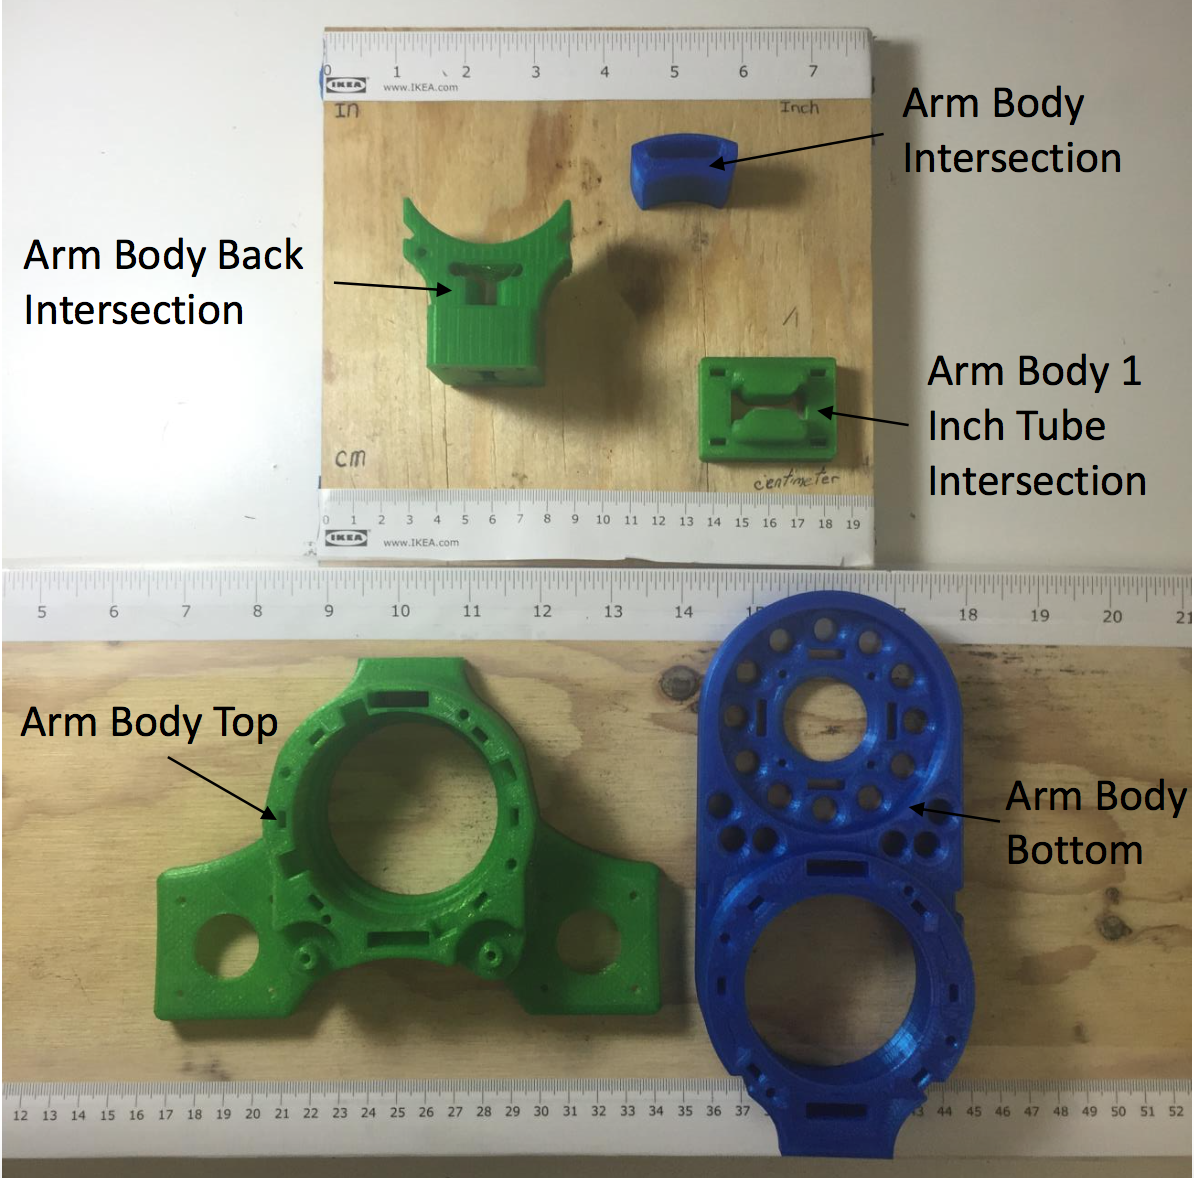 0 1 2 3 4 5 6 7
IKEA www.IKEA.com
In Inch
Arm Body
Intersection
Arm Body Back
Intersection
Arm Body 1
Inch Tube
Intersection
cm centimeter
0 1 2 3 4 5 6 7 8 9 10 11 12 13 14 15 16 17 18 19
IKEA www.IKEA.com
5 6 7 8 9 10 11 12 13 14 18 19 20 21
Arm Body Top
Arm Body
Bottom
12 13 14 15 16 17 18 19 20 21 22 23 24 25 26 27 28 29 30 31 32 33 34 35 36 37 44 45 46 47 48 49 50 51 52